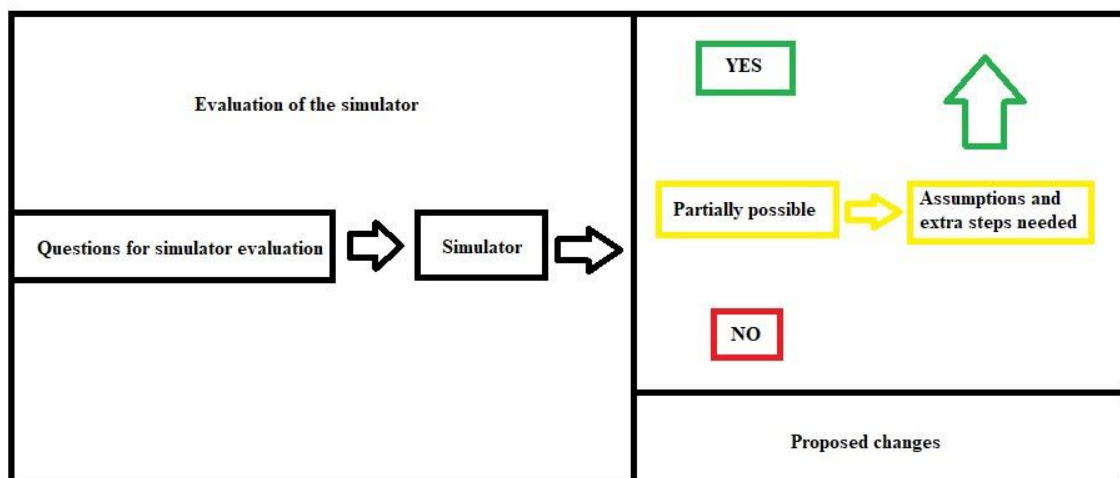 Evaluation of the simulator
Questions for simulator evaluation
Simulator
YES
Partially possible
Assumptions and
extra steps needed
NO
Proposed changes